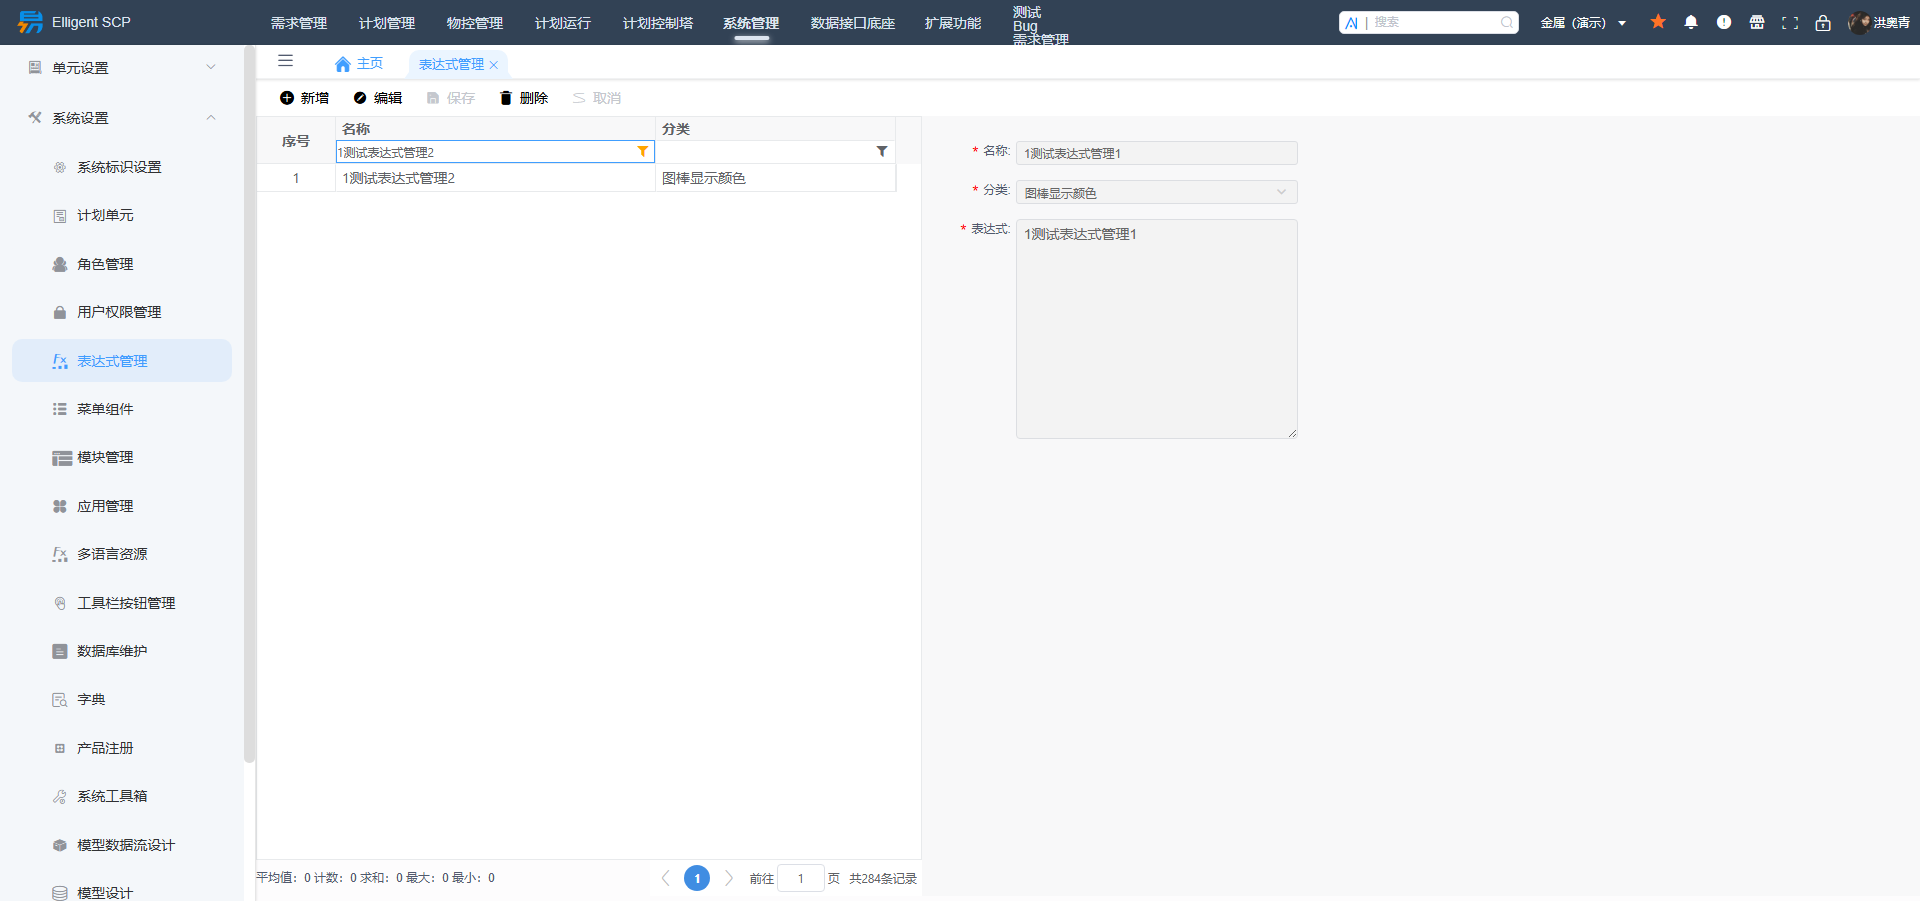 Elligent SCP
需求管理 计划管理 物控管理 计划运行 计划控制塔 系统管理 数据接口底座 扩展功能
测试
Bug
需求管理
搜索
金属（演示）
洪奥青
单元设置
系统设置
系统标识设置
计划单元
角色管理
用户权限管理
表达式管理
菜单组件
模块管理
应用管理
多语言资源
工具栏按钮管理
数据库维护
字典
产品注册
系统工具箱
模型数据流设计
模型设计
主页 表达式管理
新增 编辑 保存 删除 取消
序号 名称 分类
1测试表达式管理2
1 1测试表达式管理2 图棒显示颜色
* 名称: 1测试表达式管理1
* 分类: 图棒显示颜色
* 表达式: 1测试表达式管理1
平均值：0 计数：0 求和：0 最大：0 最小：0
1 前往 1 页 共284条记录